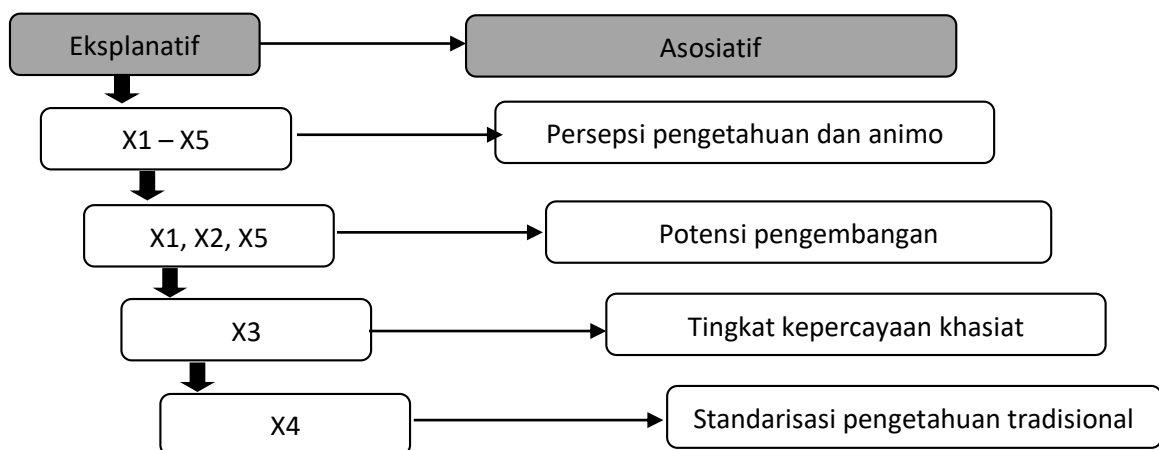 Eksplanatif
Asosiatif
X1 – X5
Persepsi pengetahuan dan animo
X1, X2, X5
Potensi pengembangan
X3
Tingkat kepercayaan khasiat
X4
Standarisasi pengetahuan tradisional